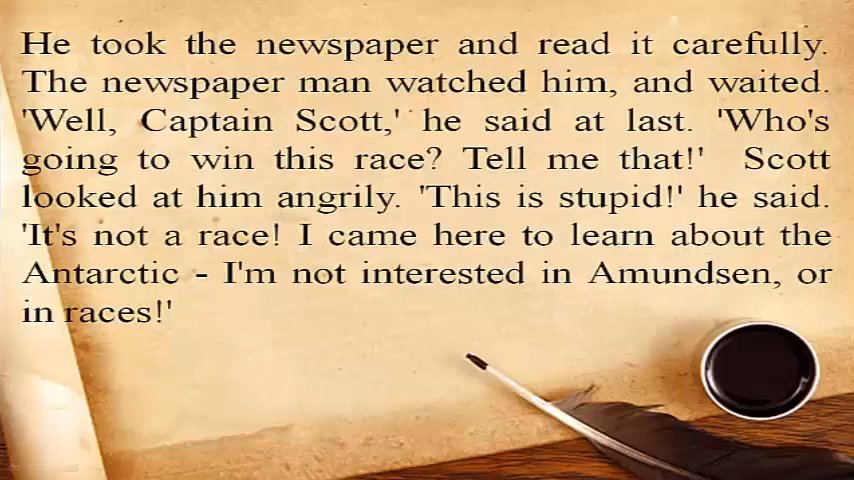 He took the newspaper and read it carefully.
The newspaper man watched him, and waited.
'Well, Captain Scott,' he said at last. 'Who's
going to win this race? Tell me that!' Scott
looked at him angrily. 'This is stupid!' he said.
'It's not a race! I came here to learn about the
Antarctic - I'm not interested in Amundsen, or
in races!'